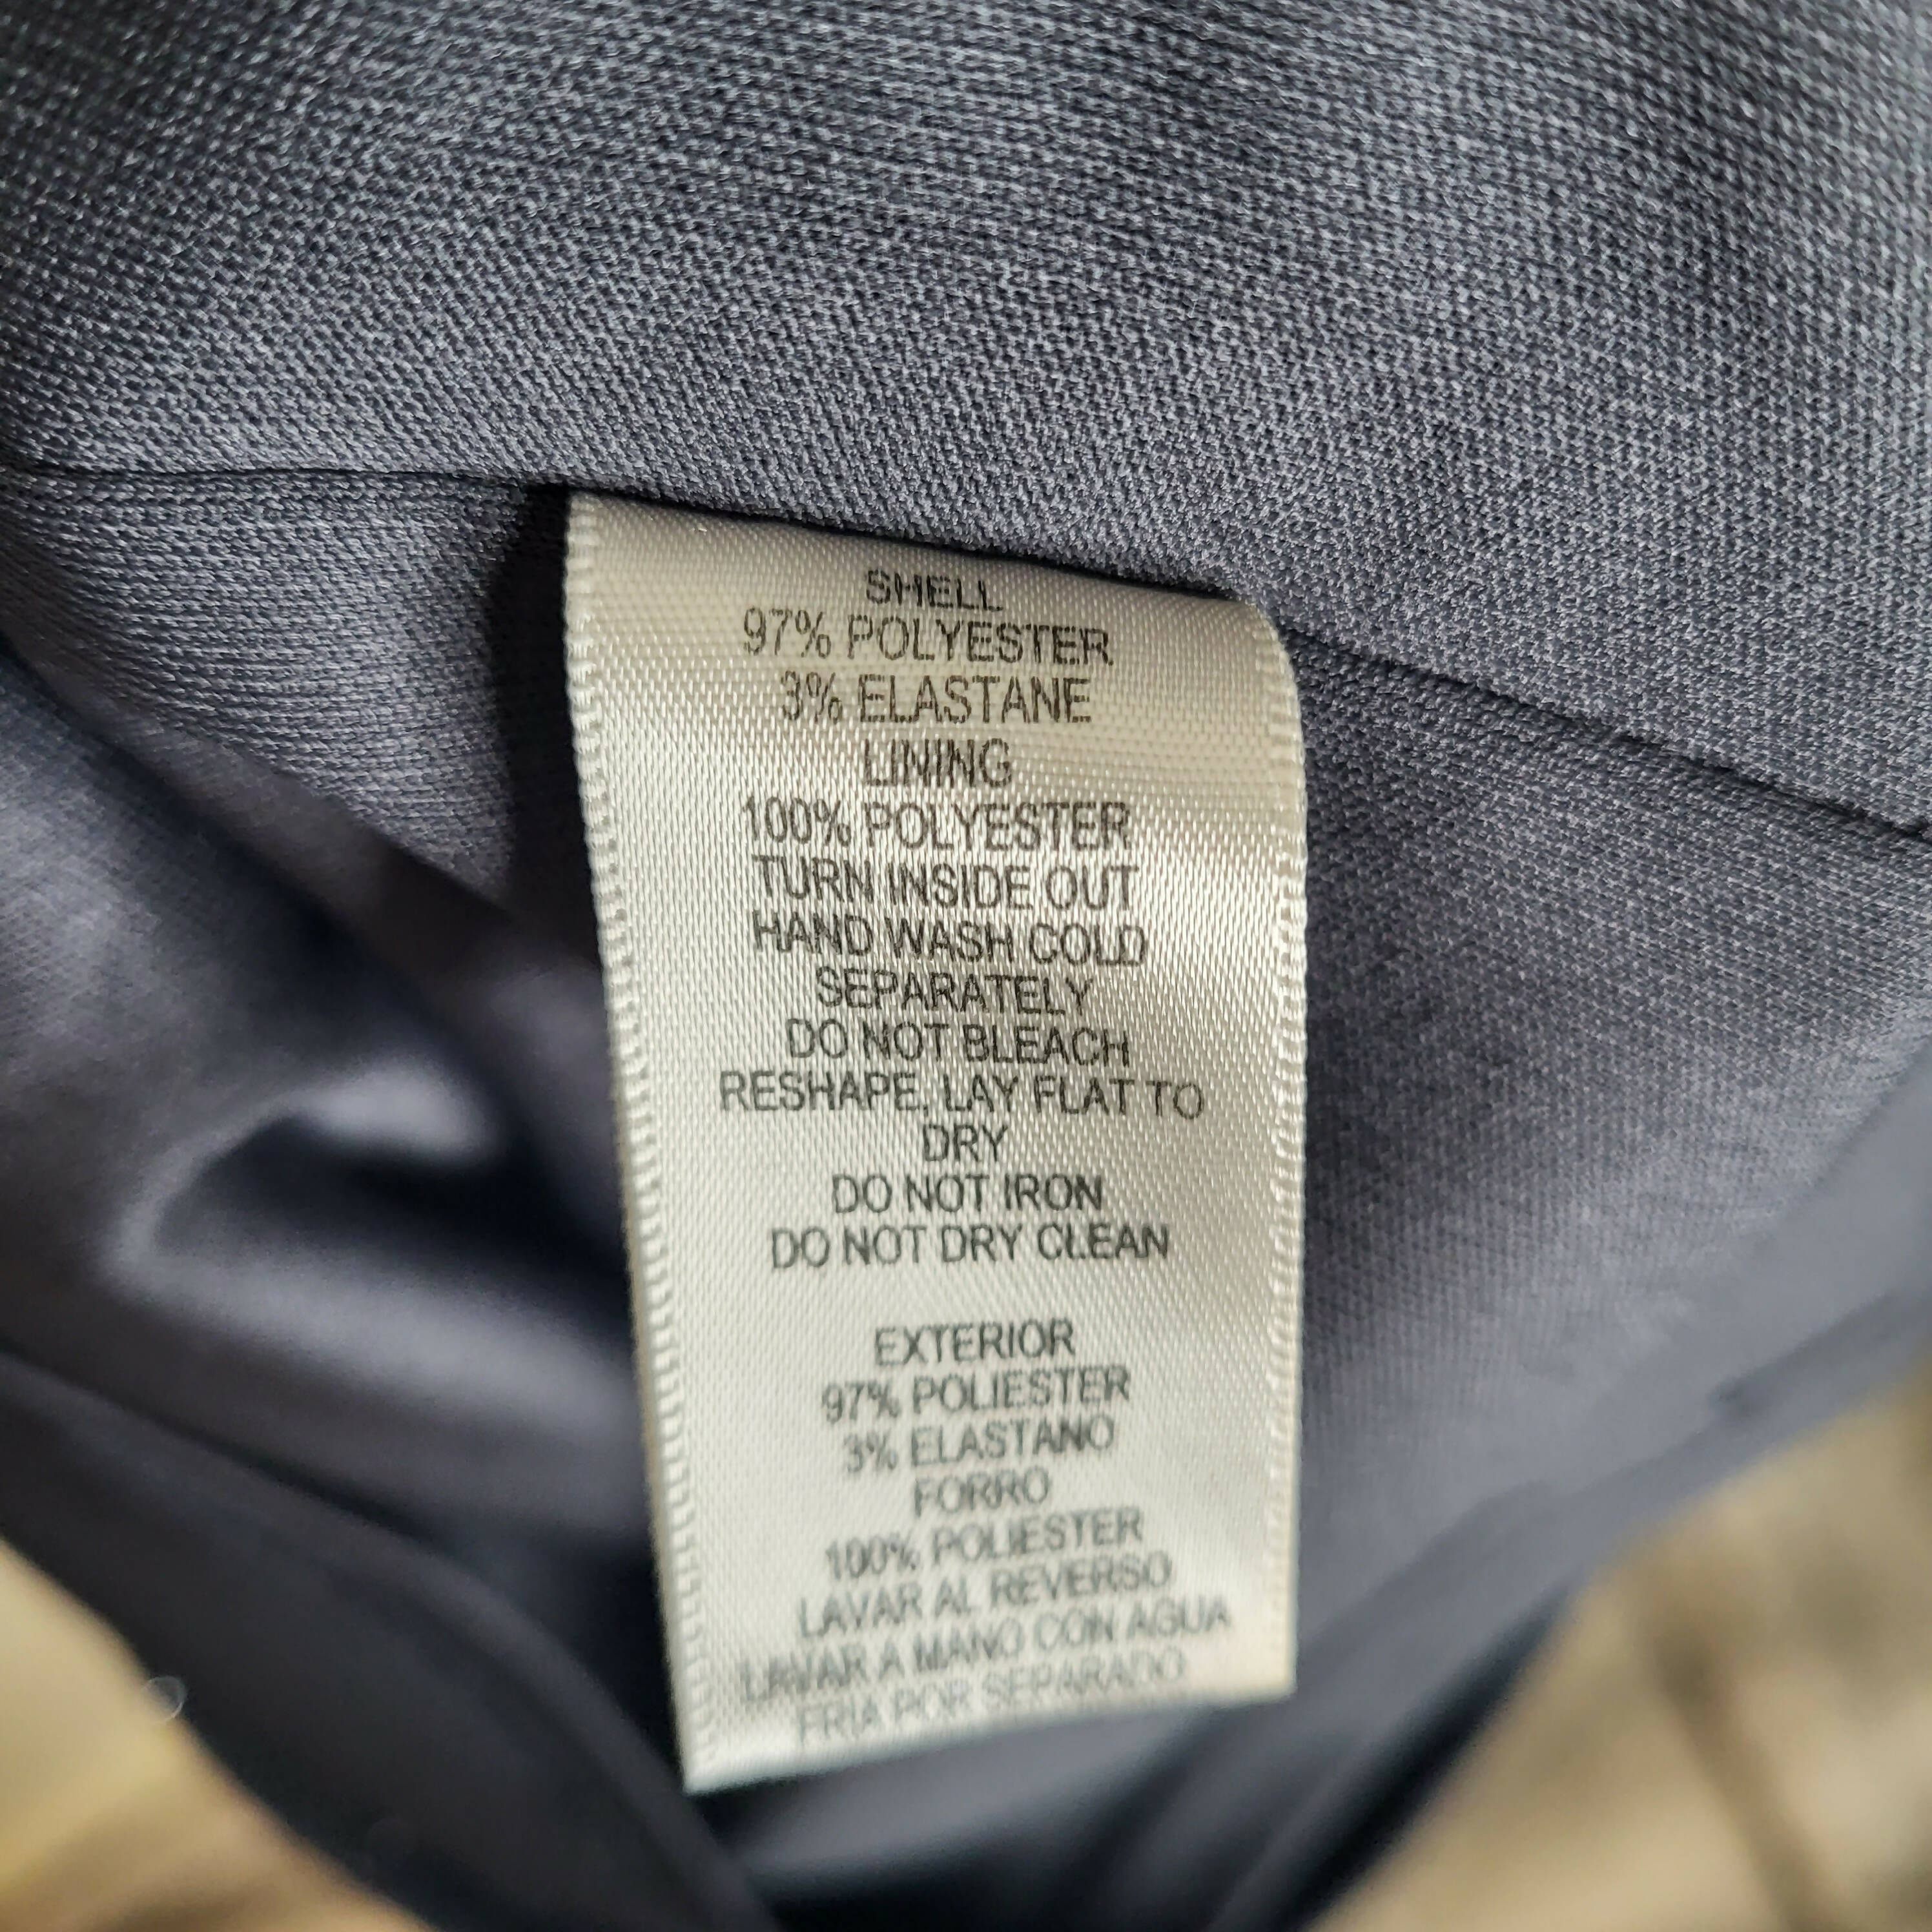 SHELL
97% POLYESTER
3% ELASTANE
LINING
100% POLYESTER
TURN INSIDE OUT
HAND WASH COLD
SEPARATELY
DO NOT BLEACH
RESHAPE, LAY FLAT TO
DRY
DO NOT IRON
DO NOT DRY CLEAN
EXTERIOR
97% POLIESTER
3% ELASTANO
FORRO
100% POLIESTER
LAVAR AL REVERSO
LAVAR A MANO CON AGUA
FRIA POR SEPARADO